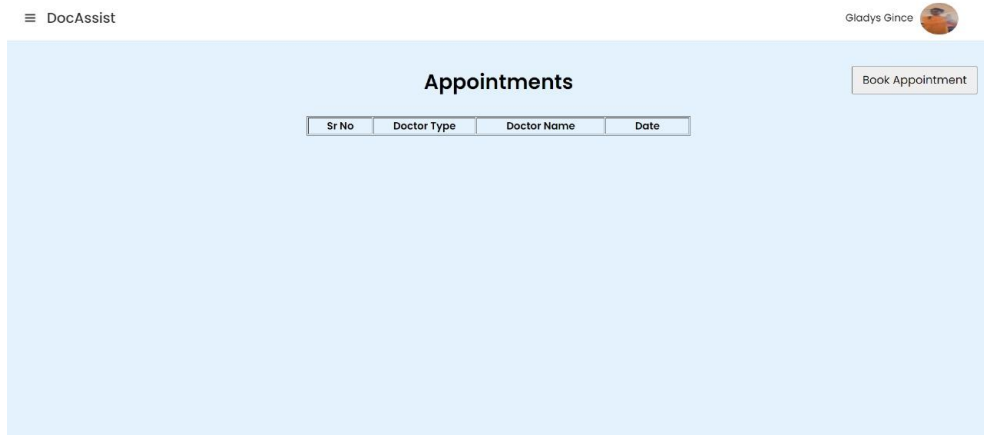 DocAssist
Gladys Gince
Appointments
Book Appointment
Sr No Doctor Type Doctor Name Date